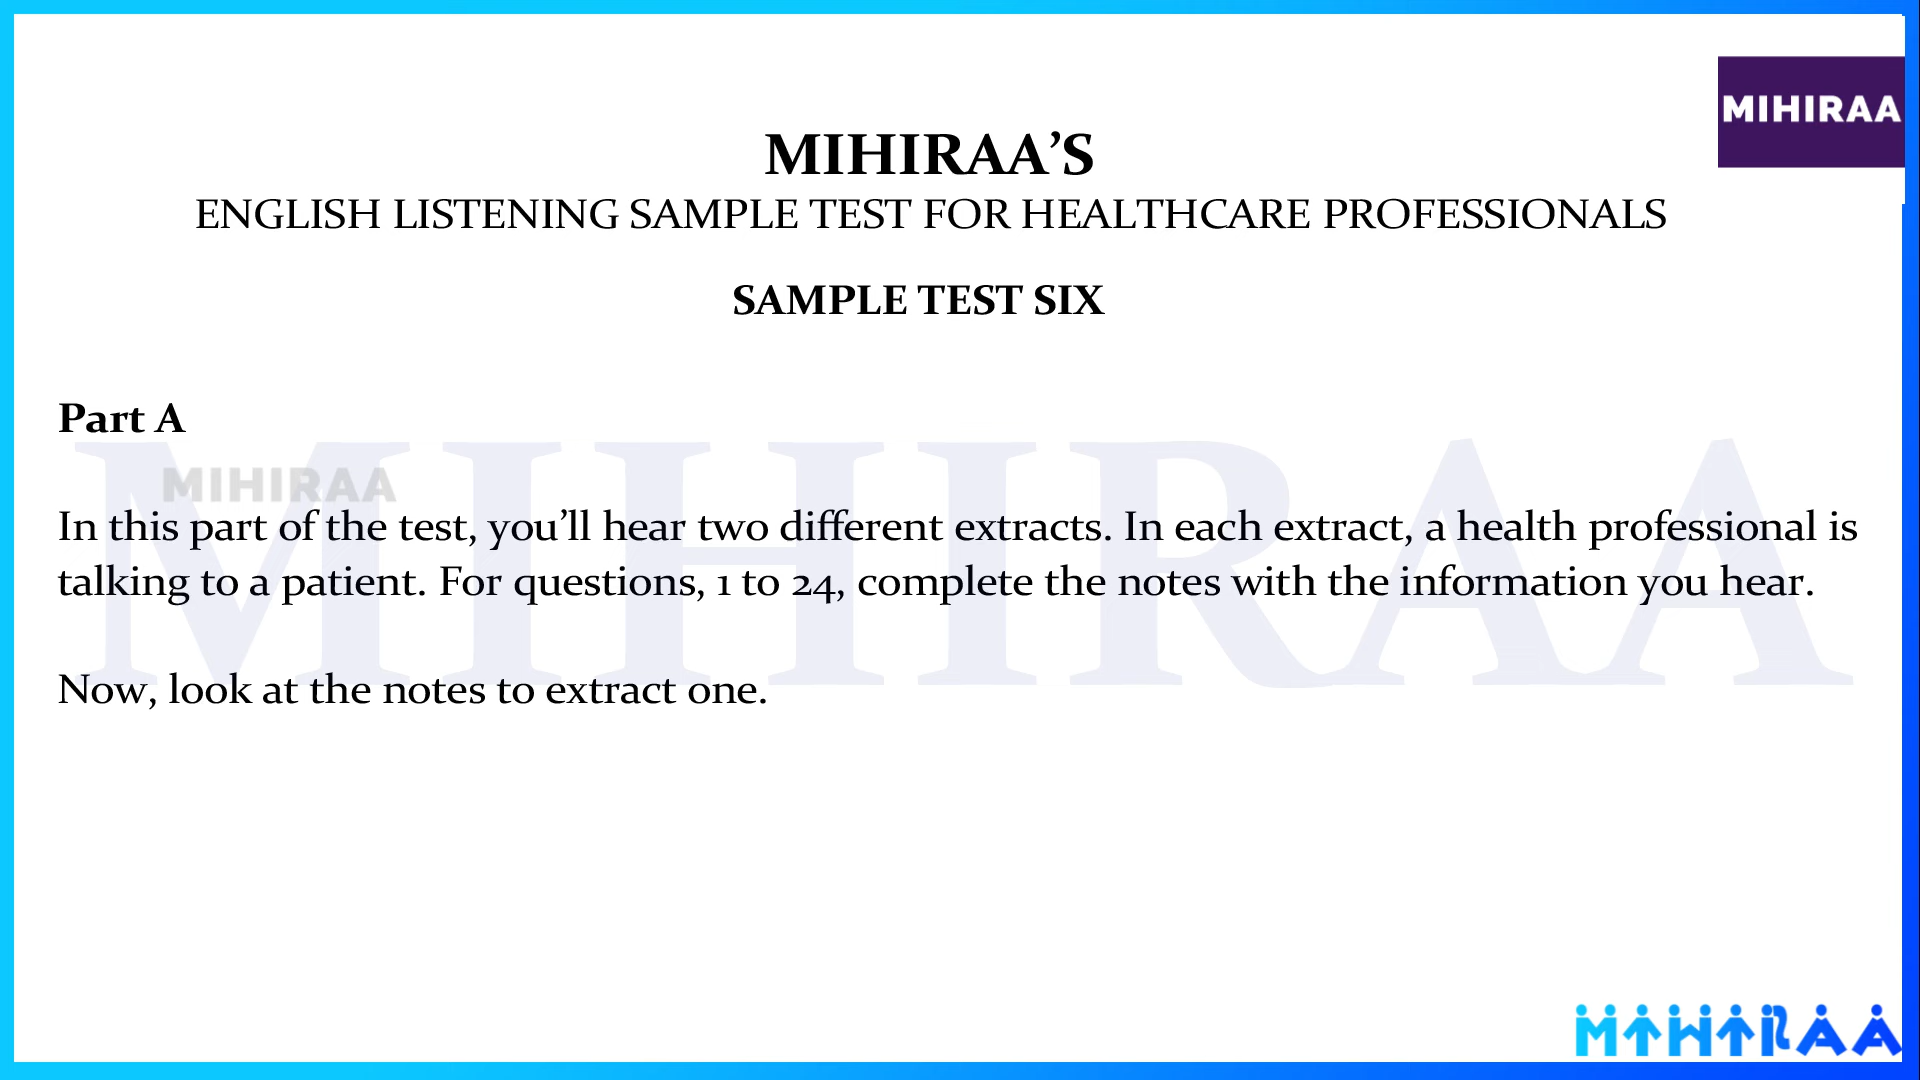 MIHIRAA
MIHIRAA’S
ENGLISH LISTENING SAMPLE TEST FOR HEALTHCARE PROFESSIONALS
SAMPLE TEST SIX
Part A
MIHIRAA
MIHIRAA
In this part of the test, you’ll hear two different extracts. In each extract, a health professional is
talking to a patient. For questions, 1 to 24, complete the notes with the information you hear.
Now, look at the notes to extract one.
MIHIRAA